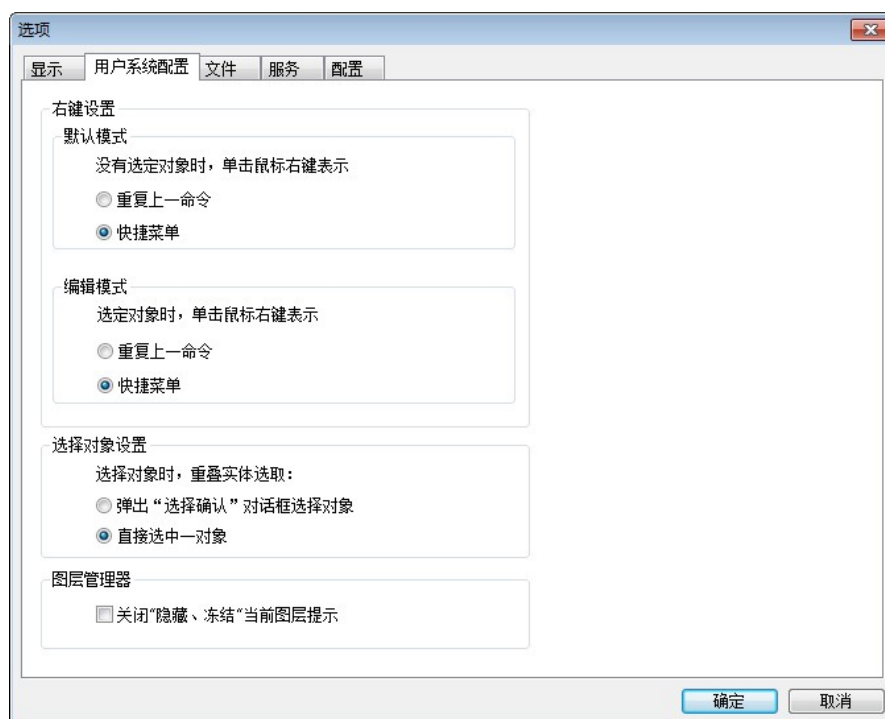 选项
显示 用户系统配置 文件 服务 配置
右键设置
默认模式
没有选定对象时，单击鼠标右键表示
重复上一命令
快捷菜单
编辑模式
选定对象时，单击鼠标右键表示
重复上一命令
快捷菜单
选择对象设置
选择对象时，重叠实体选取：
弹出“选择确认”对话框选择对象
直接选中一对象
图层管理器
关闭"隐藏、冻结"当前图层提示
确定 取消